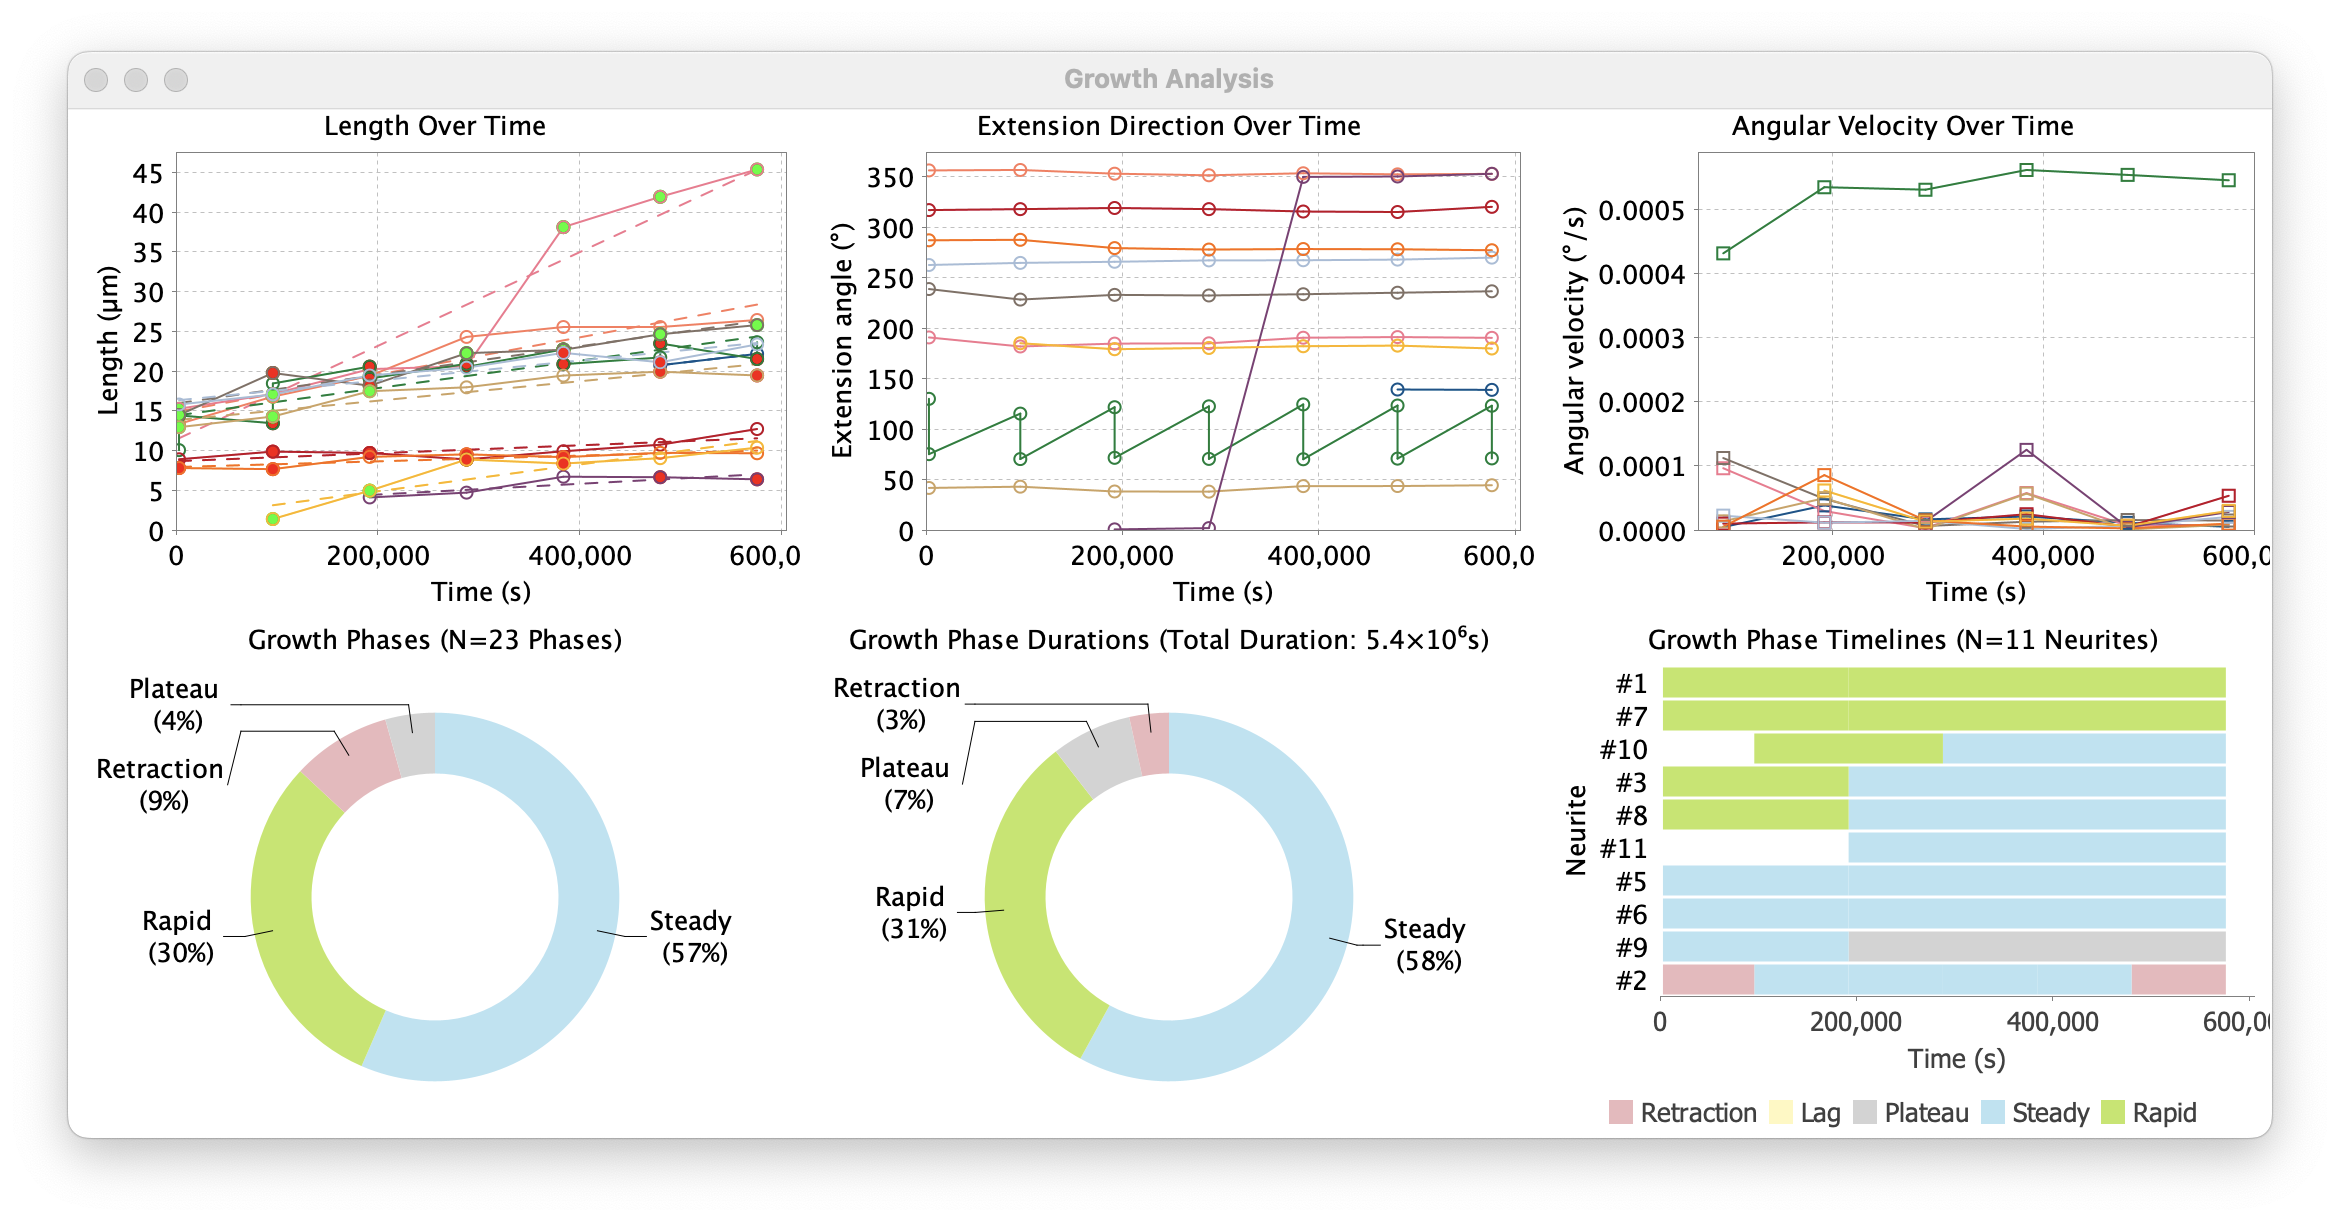 Growth Analysis
Length Over Time
45
40
35
30
25
20
15
10
5
0
Length (µm)
0 200,000 400,000 600,0
Time (s)
Extension Direction Over Time
350
300
250
200
150
100
50
0
Extension angle (°)
0 200,000 400,000 600,0
Time (s)
Angular Velocity Over Time
0.0005
0.0004
0.0003
0.0002
0.0001
0.0000
Angular velocity (°/s)
200,000 400,000 600,0
Time (s)
Growth Phases (N=23 Phases)
Plateau
(4%)
Retraction
(9%)
Rapid
(30%)
Steady
(57%)
Growth Phase Durations (Total Duration: 5.4×10⁶s)
Retraction
(3%)
Plateau
(7%)
Rapid
(31%)
Steady
(58%)
Growth Phase Timelines (N=11 Neurites)
#1
#7
#10
#3
#8
#11
#5
#6
#9
#2
Neurite
0 200,000 400,000 600,0
Time (s)
Retraction Lag Plateau Steady Rapid